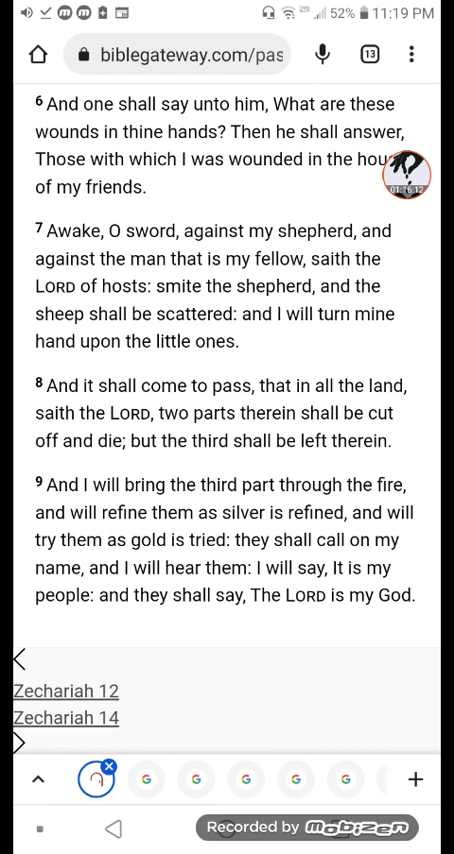 52% 11:19 PM
biblegateway.com/pas 13
6 And one shall say unto him, What are these
wounds in thine hands? Then he shall answer,
Those with which I was wounded in the hou
of my friends.
01:16:12
7 Awake, O sword, against my shepherd, and
against the man that is my fellow, saith the
LORD of hosts: smite the shepherd, and the
sheep shall be scattered: and I will turn mine
hand upon the little ones.
8 And it shall come to pass, that in all the land,
saith the LORD, two parts therein shall be cut
off and die; but the third shall be left therein.
9 And I will bring the third part through the fire,
and will refine them as silver is refined, and will
try them as gold is tried: they shall call on my
name, and I will hear them: I will say, It is my
people: and they shall say, The LORD is my God.
Zechariah 12
Zechariah 14
Recorded by mobizen